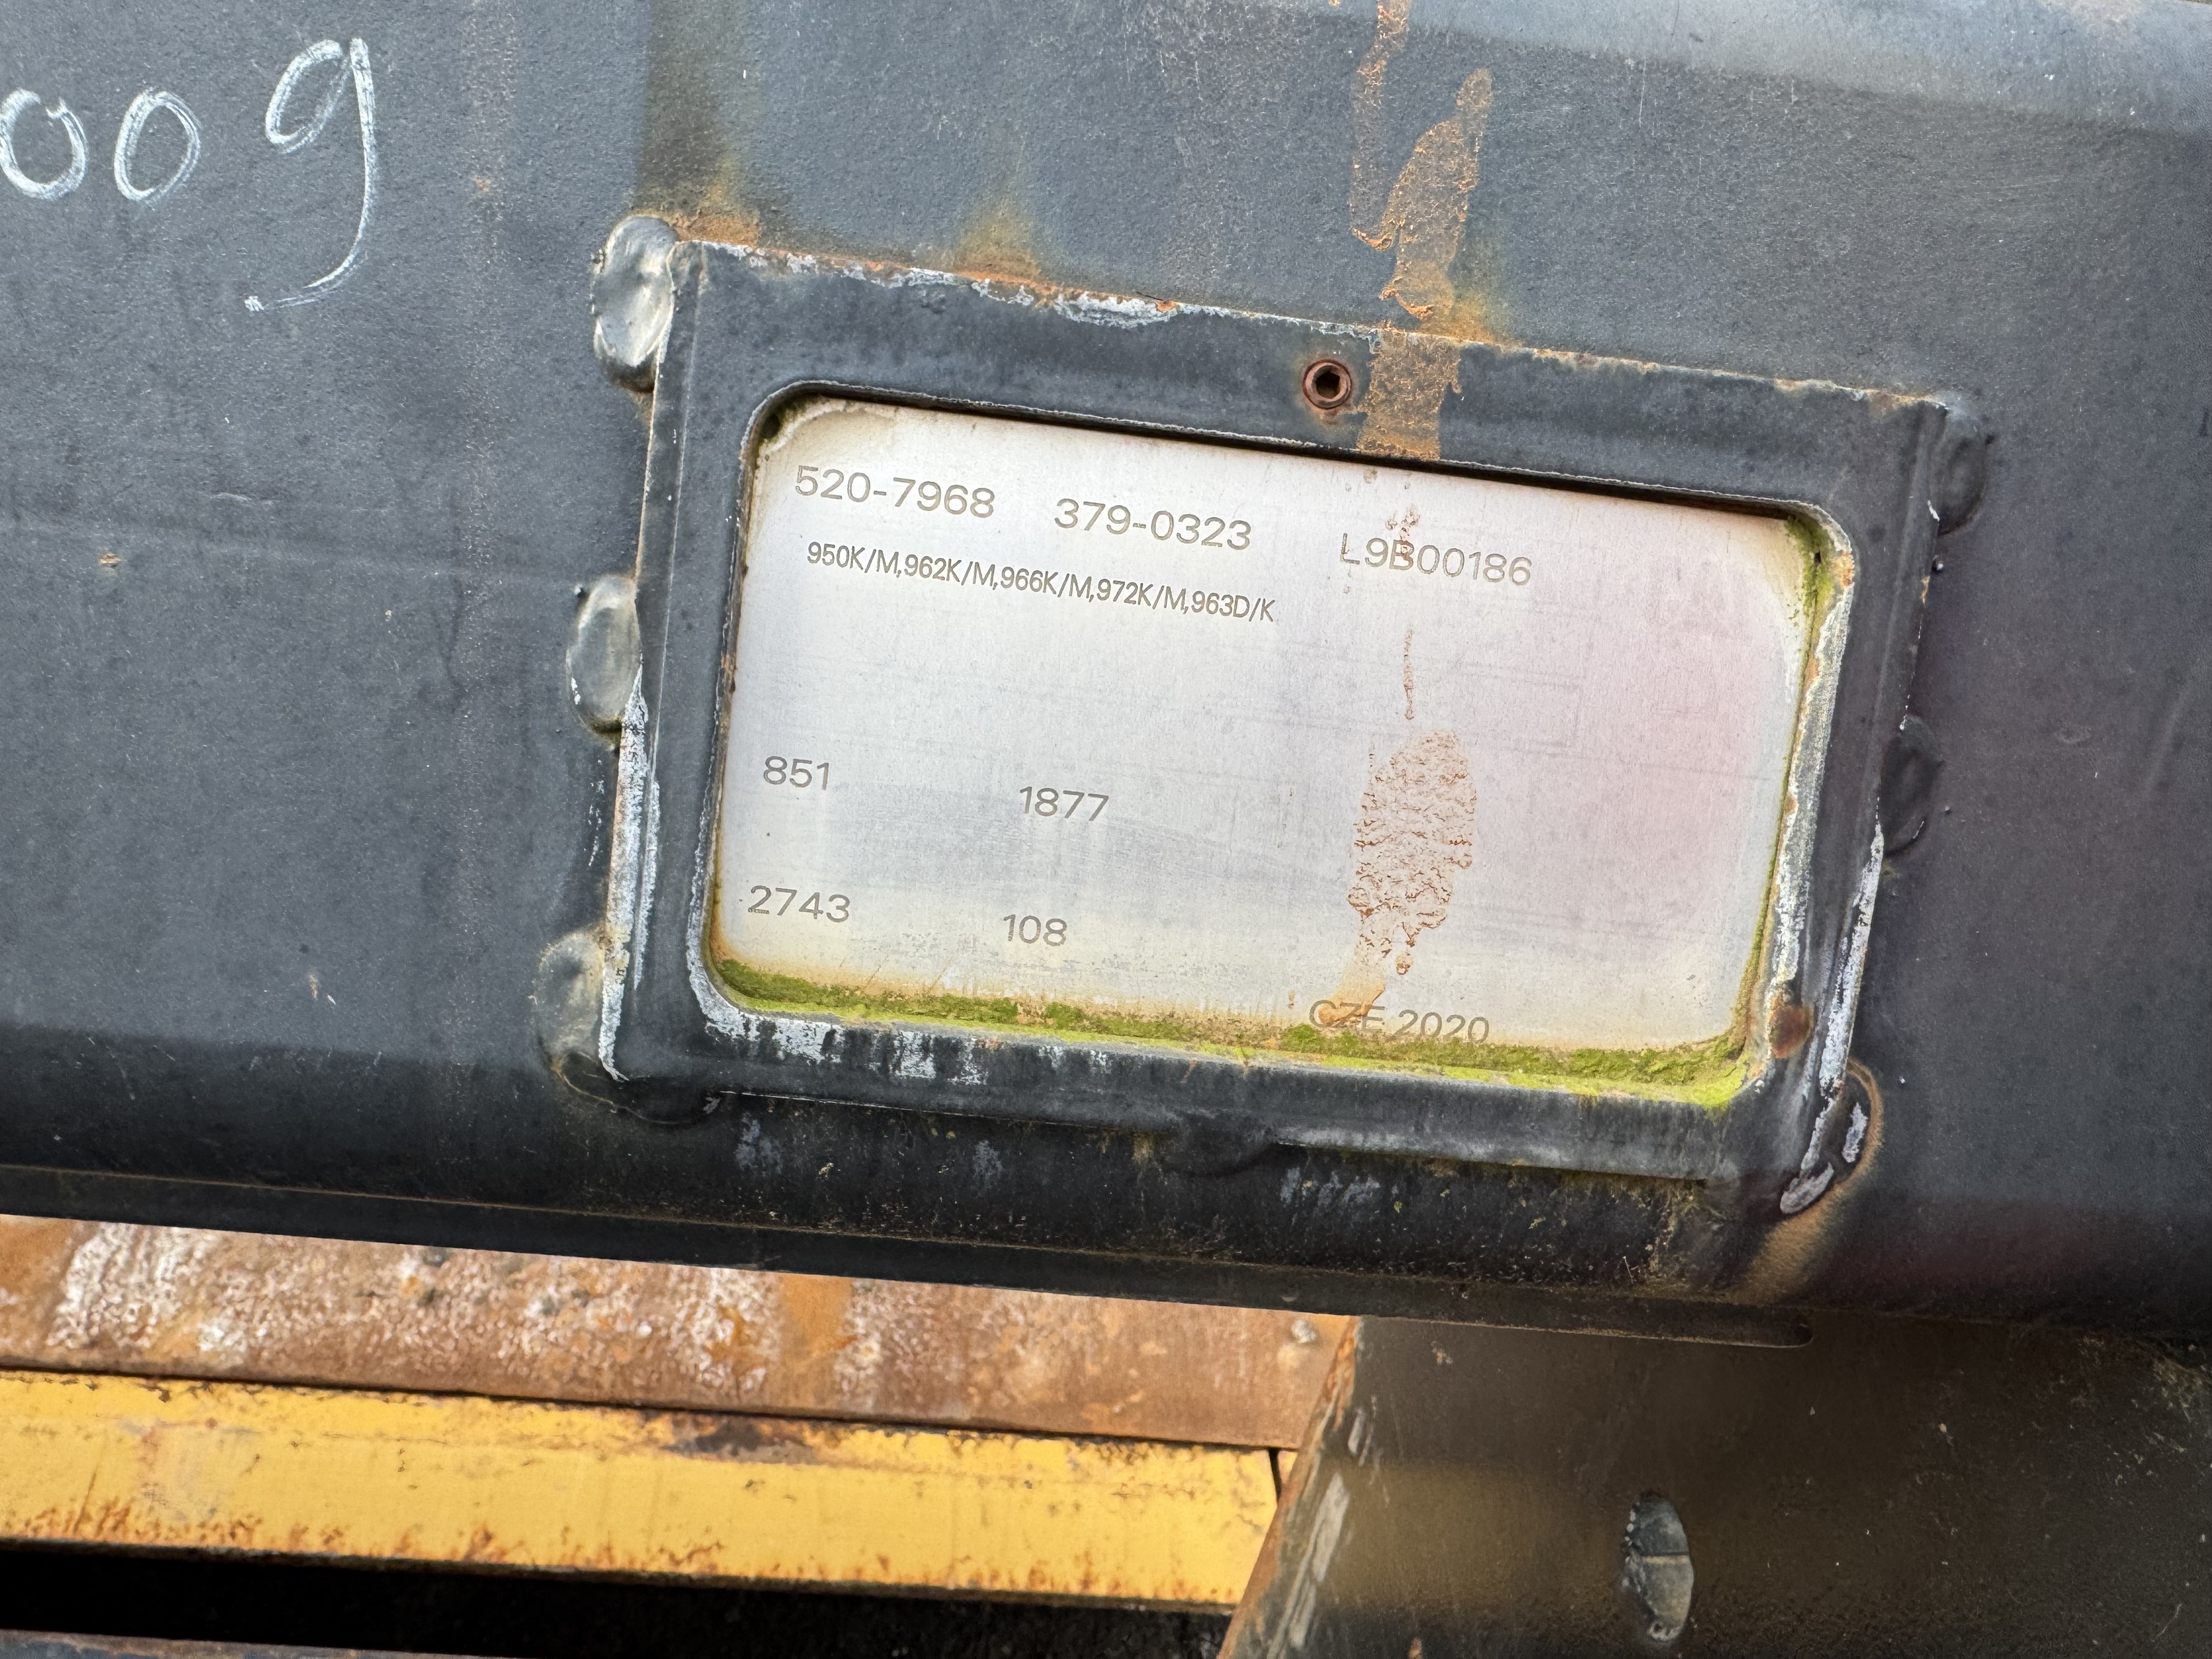 009
520-7968 379-0323 L9B00186
950K/M,962K/M,966K/M,972K/M,963D/K
851 1877
2743 108
CZE 2020